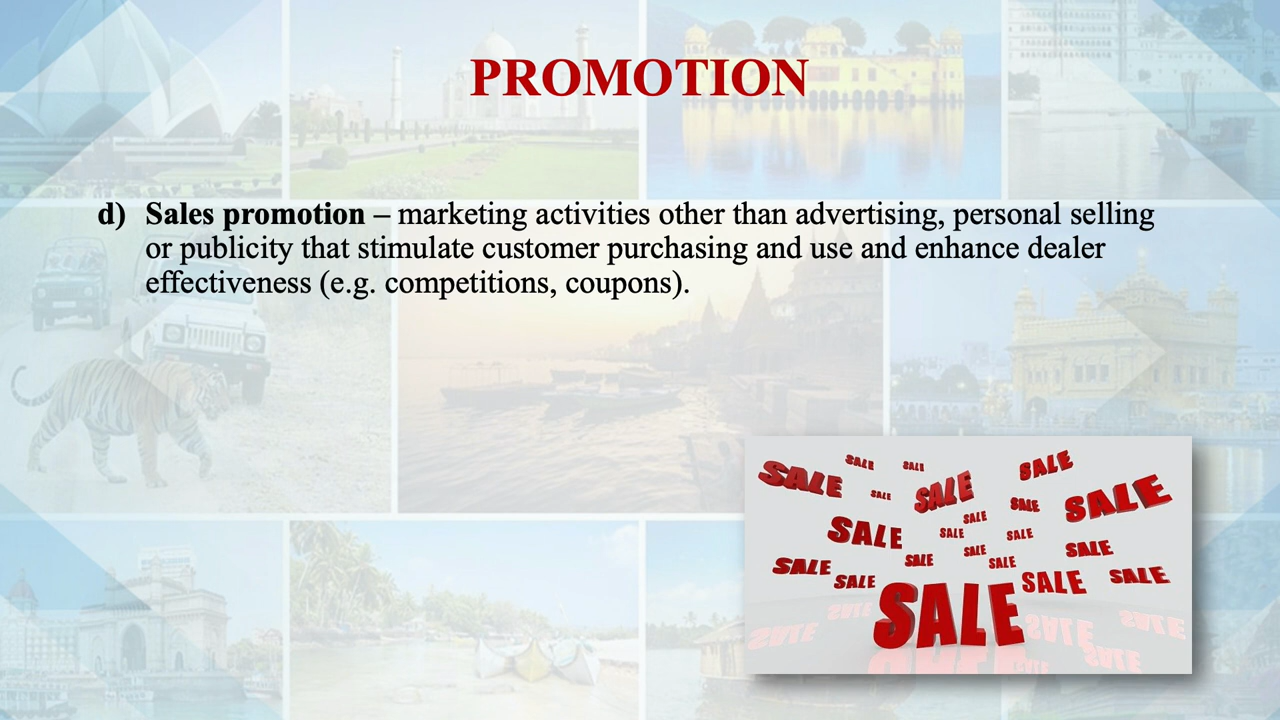 PROMOTION
d) Sales promotion – marketing activities other than advertising, personal selling
or publicity that stimulate customer purchasing and use and enhance dealer
effectiveness (e.g. competitions, coupons).
SALE SALE SALE
SALE SALE SALE
SALE SALE SALE
SALE SALE SALE SALE
SALE SALE SALE SALE
SALE SALE SALE SALE
SALE